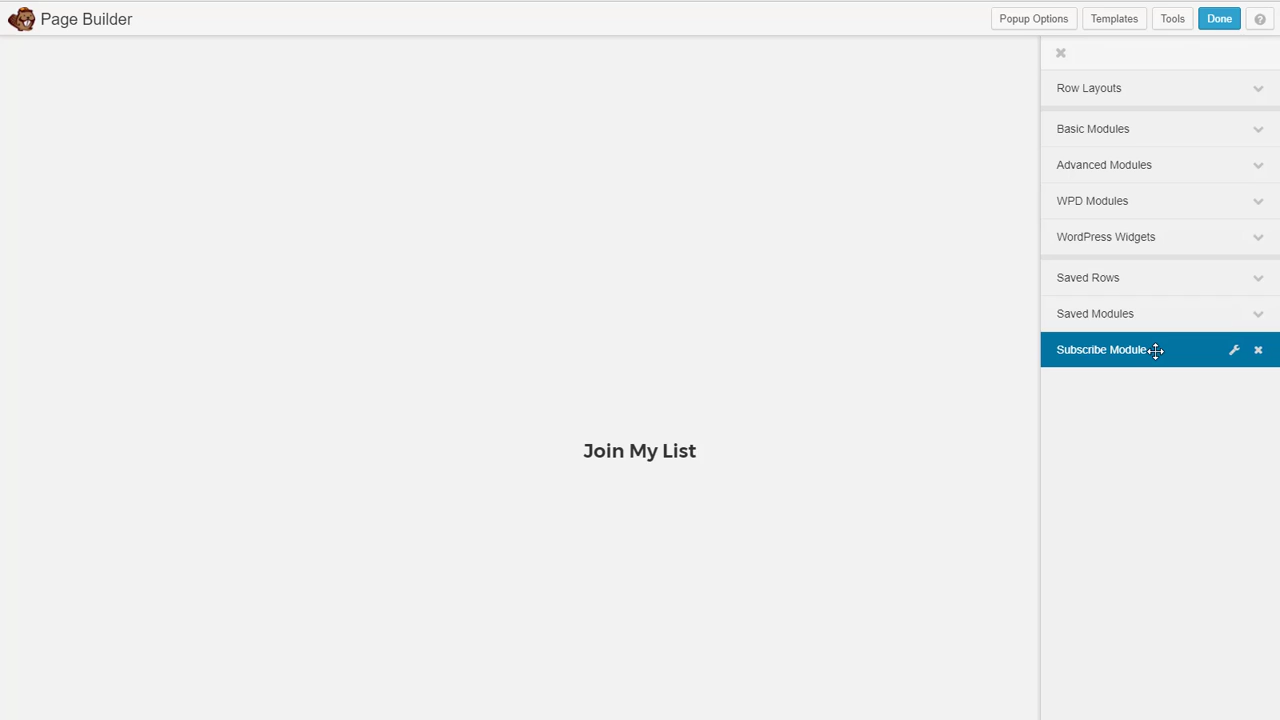 Page Builder
Popup Options
Templates
Tools
Done
?
Row Layouts
Basic Modules
Advanced Modules
WPD Modules
WordPress Widgets
Saved Rows
Saved Modules
Subscribe Module
Join My List